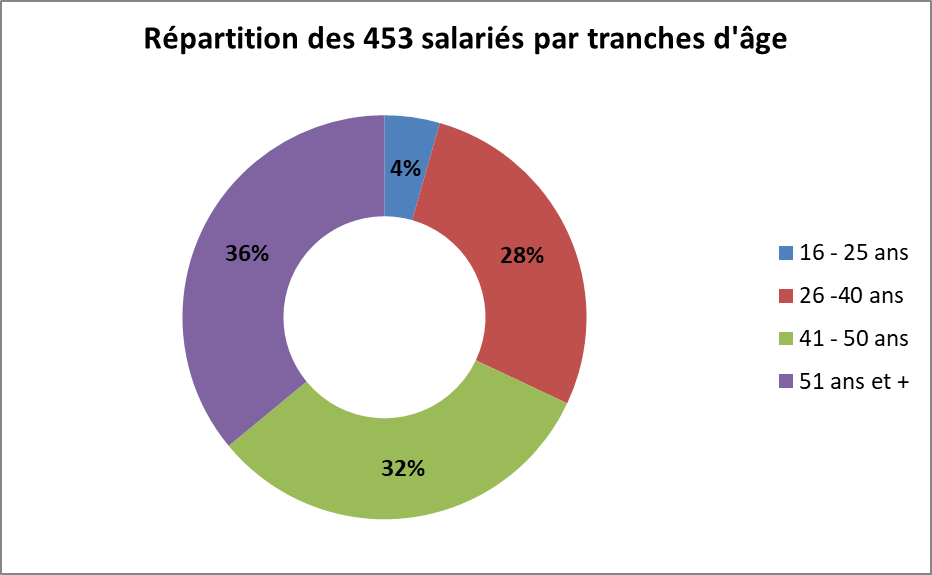 Répartition des 453 salariés par tranches d'âge
4%
28%
36%
32%
16 - 25 ans
26 -40 ans
41 - 50 ans
51 ans et +